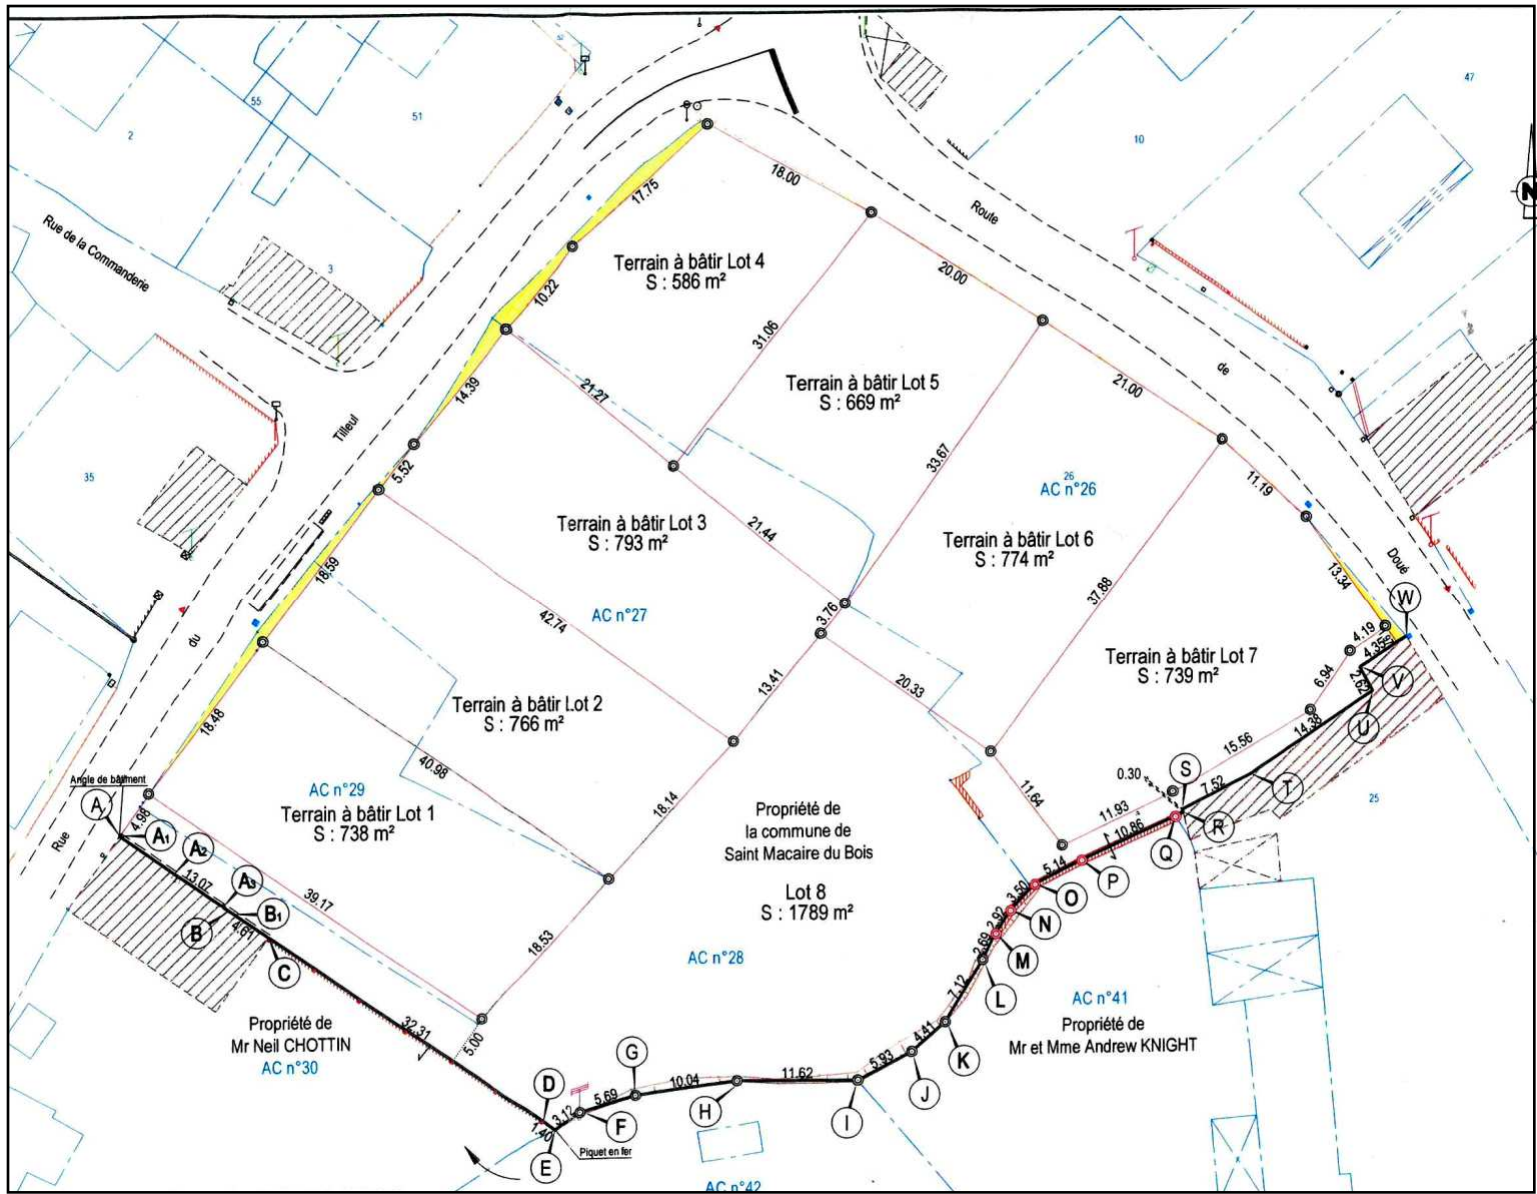 47
55
51
2
10
N
Rue de la Commanderie
3
18.00
17.75
Route
20.00
Terrain à bâtir Lot 4
S : 586 m²
10.22
31.06
Terrain à bâtir Lot 5
S : 669 m²
de
21.27
14.39
21.00
Tilleul
33.67
5.52
35
26
AC n°26
11.19
Terrain à bâtir Lot 3
S : 793 m²
21.44
Terrain à bâtir Lot 6
S : 774 m²
Doué
18.59
13.34
37.88
W
AC n°27
42.74
3.76
4.19
du
4.35
Terrain à bâtir Lot 7
S : 739 m²
13.41
20.33
6.94
2.62
V
Terrain à bâtir Lot 2
S : 766 m²
18.48
U
14.38
15.56
40.98
Angle de bâtiment
AC n°29
0.30
S
7.52
T
18.14
11.64
A
4.96
Terrain à bâtir Lot 1
S : 738 m²
Propriété de
la commune de
Saint Macaire du Bois
11.93
25
Rue
A1
R
A2
Q
10.86
P
13.07
A3
39.17
Lot 8
S : 1789 m²
5.14
O
B1
3.50
N
B
4.61
2.92
M
18.53
C
2.69
L
AC n°28
7.12
AC n°41
Propriété de
Mr et Mme Andrew KNIGHT
Propriété de
Mr Neil CHOTTIN
AC n°30
32.31
5.00
4.41
K
G
5.93
J
10.04
11.62
D
5.69
H
I
3.12
F
1.40
E
Piquet en fer
AC n°42